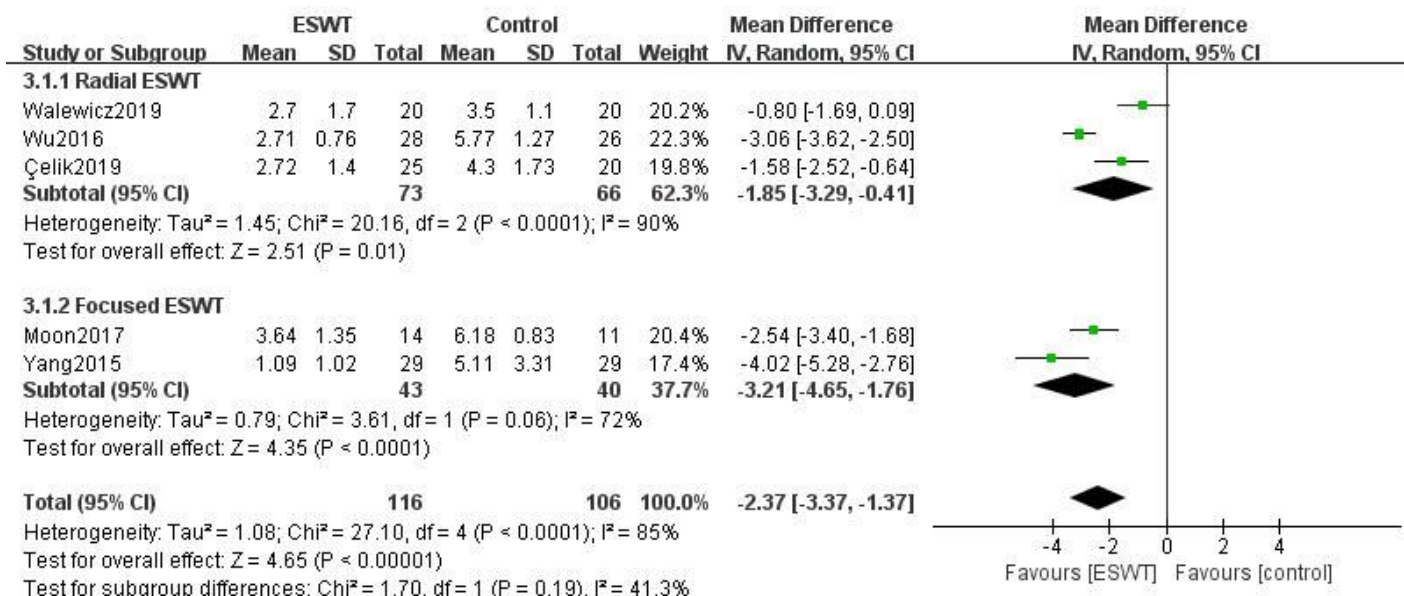 ESWT Control Mean Difference Mean Difference
Study or Subgroup Mean SD Total Mean SD Total Weight IV, Random, 95% CI IV, Random, 95% CI
3.1.1 Radial ESWT
Walewicz2019 2.7 1.7 20 3.5 1.1 20 20.2% -0.80 [-1.69, 0.09]
Wu2016 2.71 0.76 28 5.77 1.27 26 22.3% -3.06 [-3.62, -2.50]
Çelik2019 2.72 1.4 25 4.3 1.73 20 19.8% -1.58 [-2.52, -0.64]
Subtotal (95% CI) 73 66 62.3% -1.85 [-3.29, -0.41]
Heterogeneity: Tau² = 1.45; Chi² = 20.16, df = 2 (P < 0.0001); I² = 90%
Test for overall effect: Z = 2.51 (P = 0.01)
3.1.2 Focused ESWT
Moon2017 3.64 1.35 14 6.18 0.83 11 20.4% -2.54 [-3.40, -1.68]
Yang2015 1.09 1.02 29 5.11 3.31 29 17.4% -4.02 [-5.28, -2.76]
Subtotal (95% CI) 43 40 37.7% -3.21 [-4.65, -1.76]
Heterogeneity: Tau² = 0.79; Chi² = 3.61, df = 1 (P = 0.06); I² = 72%
Test for overall effect: Z = 4.35 (P < 0.0001)
Total (95% CI) 116 106 100.0% -2.37 [-3.37, -1.37]
Heterogeneity: Tau² = 1.08; Chi² = 27.10, df = 4 (P < 0.0001); I² = 85%
Test for overall effect: Z = 4.65 (P < 0.00001)
Test for subgroup differences: Chi² = 1.70, df = 1 (P = 0.19), I² = 41.3%
-4 -2 0 2 4
Favours [ESWT] Favours [control]